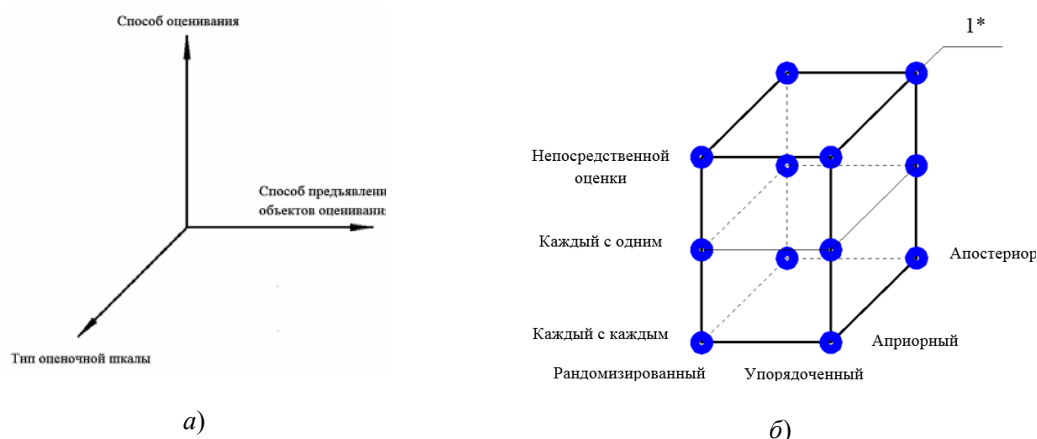 Способ оценивания
Способ предъявлени
объектов оценивания
Тип оценочной шкалы
а)
1*
Непосредственной
оценки
Каждый с одним
Апостериор
Каждый с каждым
Априорный
Рандомизированный
Упорядоченный
б)